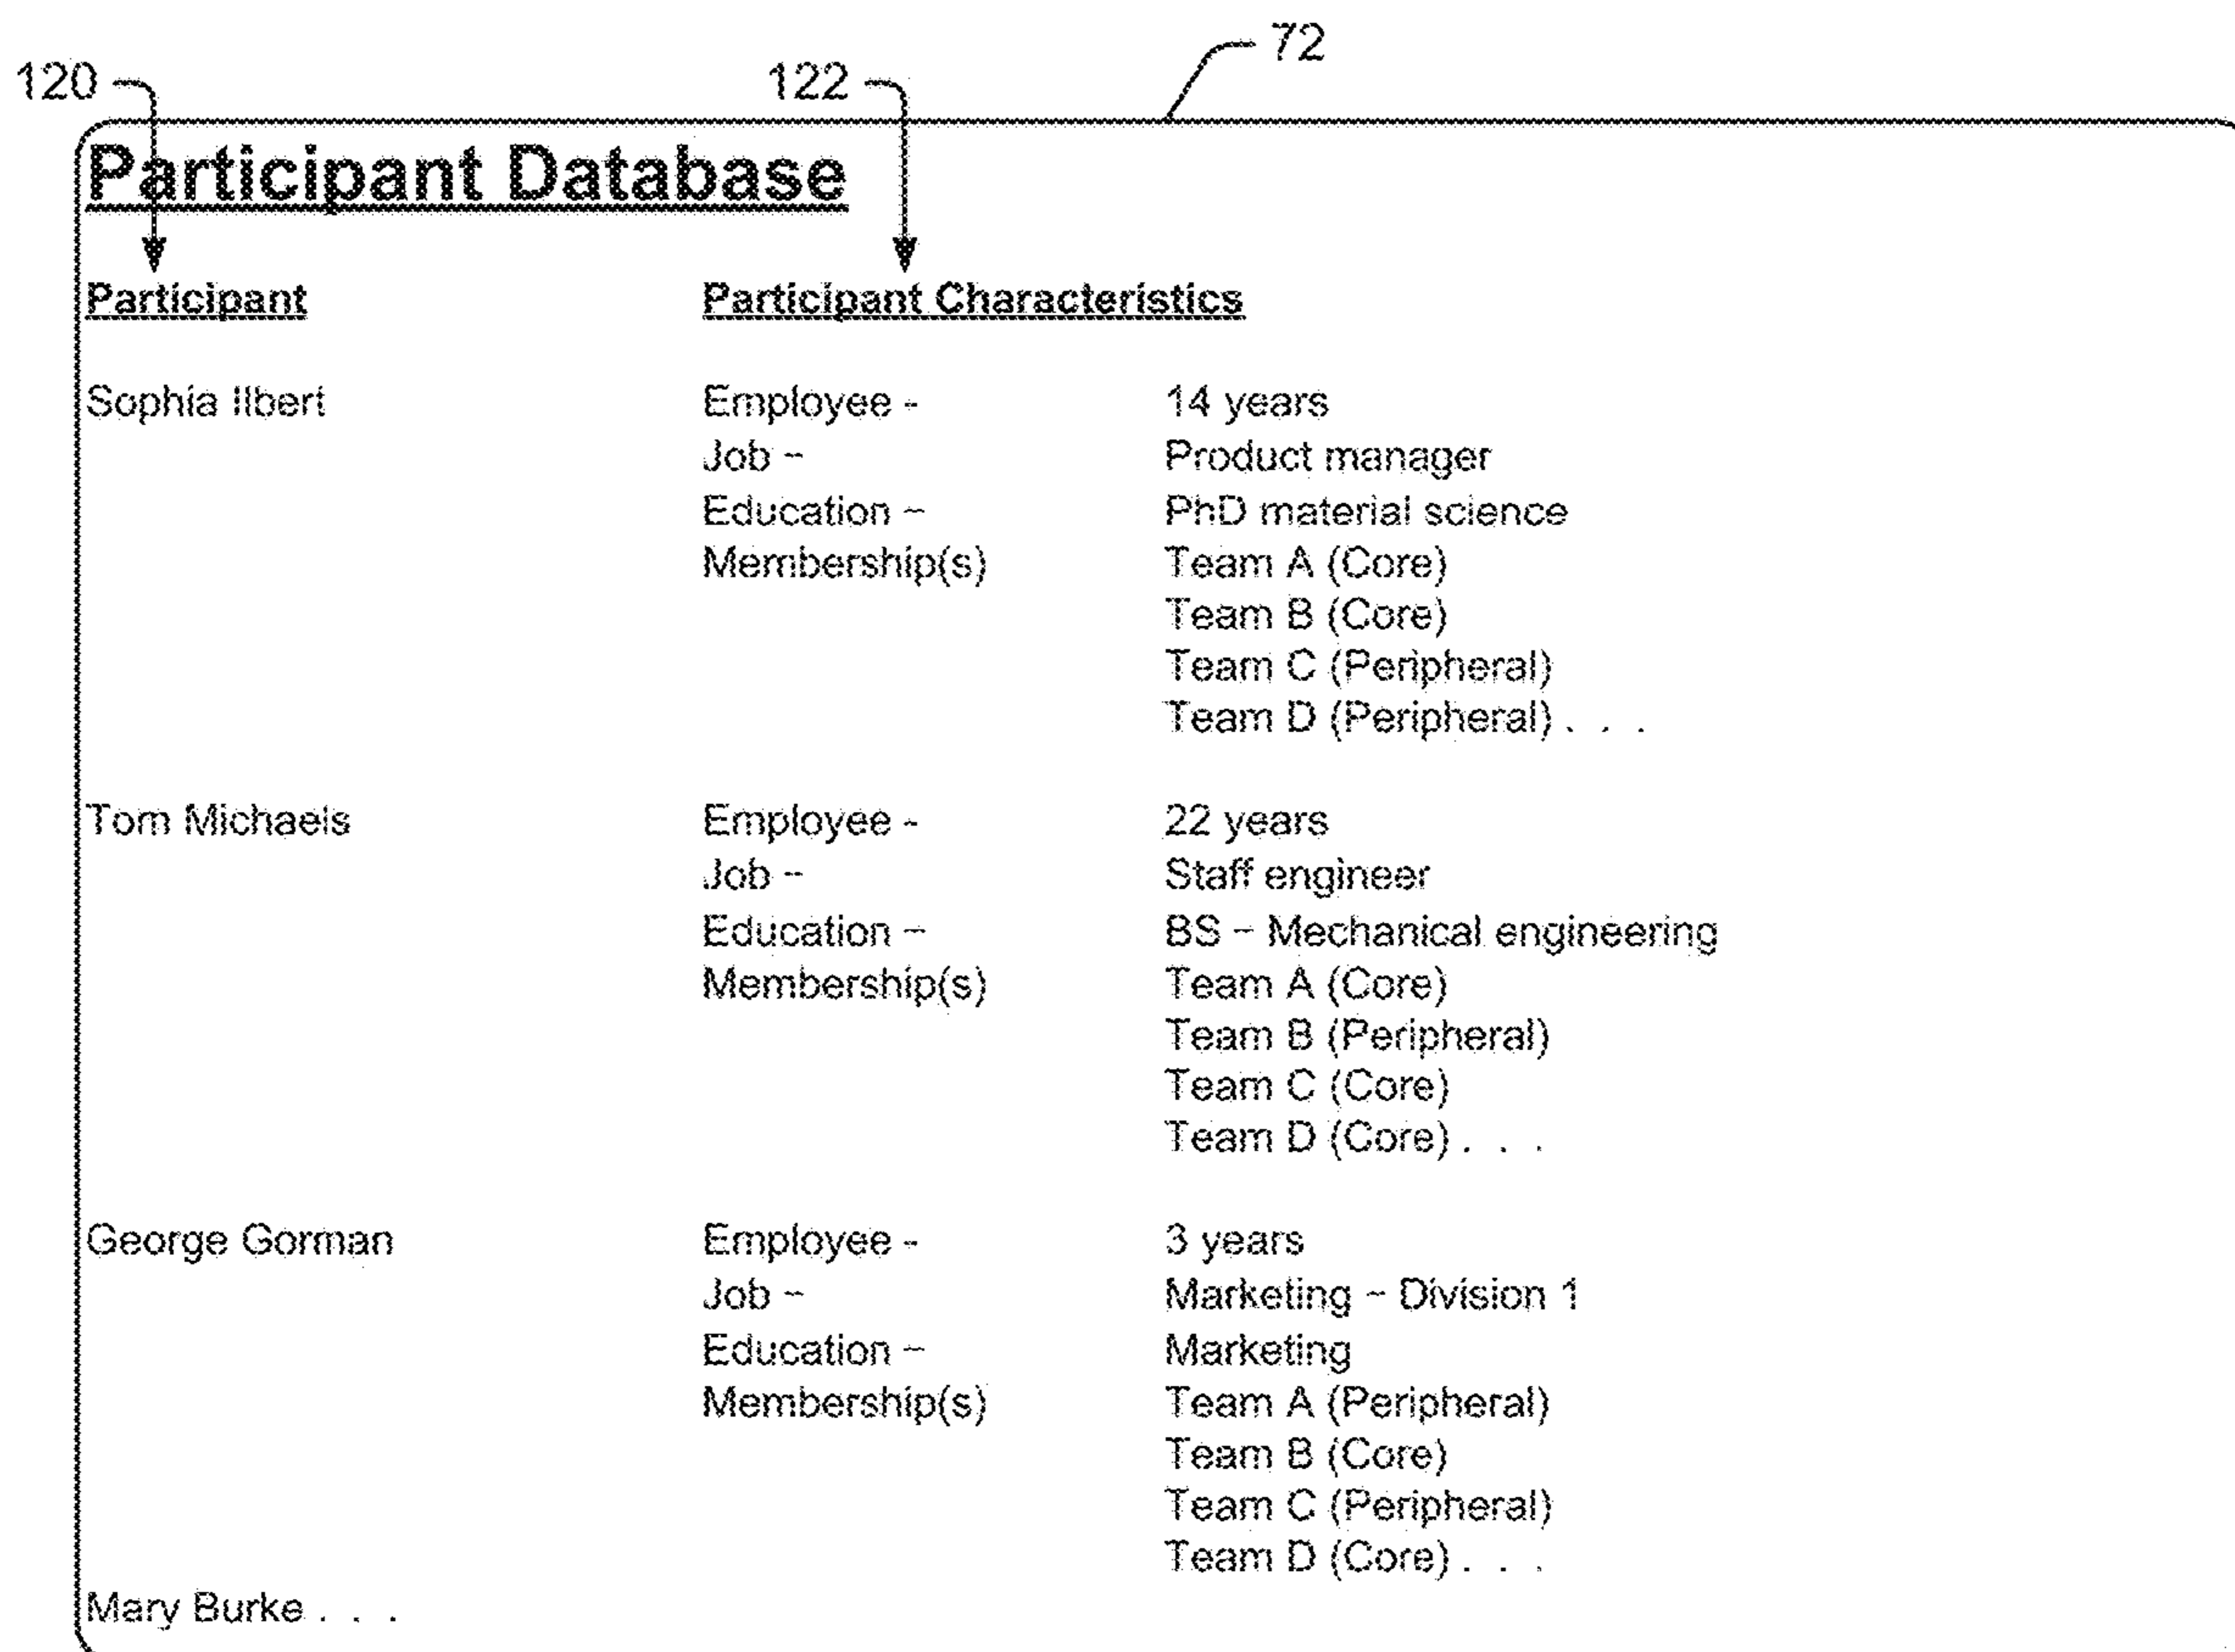 72
120 122
Participant Database
Participant Participant Characteristics
Sophia Ilbert Employee - 14 years
Job – Product manager
Education – PhD material science
Membership(s) Team A (Core)
Team B (Core)
Team C (Peripheral)
Team D (Peripheral) . . .
Tom Michaels Employee - 22 years
Job – Staff engineer
Education – BS – Mechanical engineering
Membership(s) Team A (Core)
Team B (Peripheral)
Team C (Core)
Team D (Core) . . .
George Gorman Employee - 3 years
Job – Marketing – Division 1
Education – Marketing
Membership(s) Team A (Peripheral)
Team B (Core)
Team C (Peripheral)
Team D (Core) . . .
Mary Burke . . .